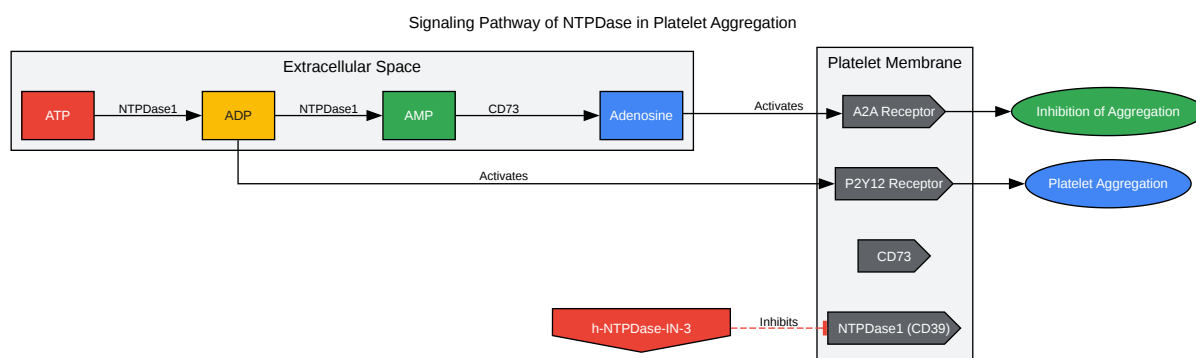 Signaling Pathway of NTPDase in Platelet Aggregation
Extracellular Space
Platelet Membrane
ATP
NTPDase1
ADP
NTPDase1
AMP
CD73
Adenosine
Activates
A2A Receptor
Inhibition of Aggregation
Activates
P2Y12 Receptor
Platelet Aggregation
CD73
h-NTPDase-IN-3
Inhibits
NTPDase1 (CD39)